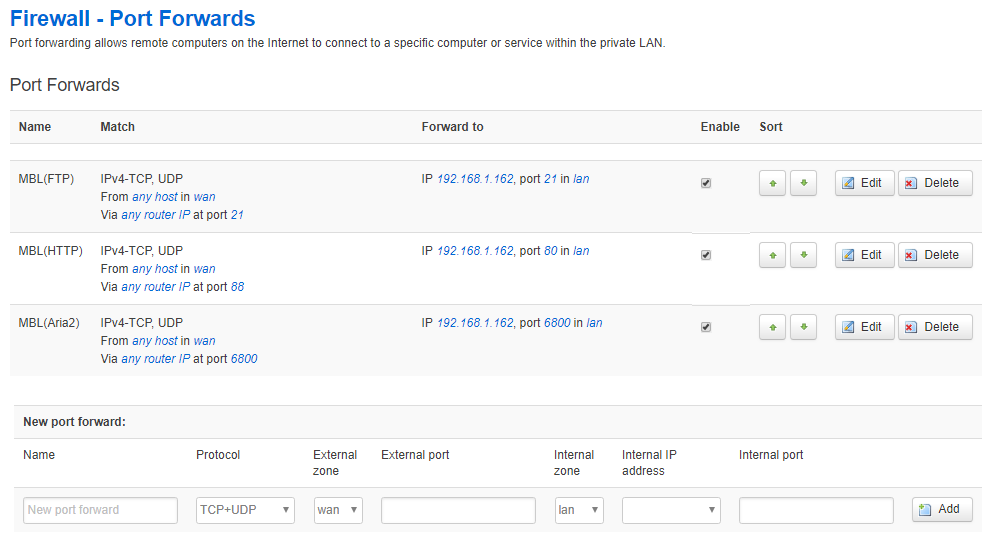 Firewall - Port Forwards
Port forwarding allows remote computers on the Internet to connect to a specific computer or service within the private LAN.
Port Forwards
Name Match Forward to Enable Sort
MBL(FTP) IPv4-TCP, UDP IP 192.168.1.162, port 21 in lan Edit Delete
From any host in wan
Via any router IP at port 21
MBL(HTTP) IPv4-TCP, UDP IP 192.168.1.162, port 80 in lan Edit Delete
From any host in wan
Via any router IP at port 88
MBL(Aria2) IPv4-TCP, UDP IP 192.168.1.162, port 6800 in lan Edit Delete
From any host in wan
Via any router IP at port 6800
New port forward:
Name Protocol External zone External port Internal zone Internal IP address Internal port
New port forward TCP+UDP wan lan Add